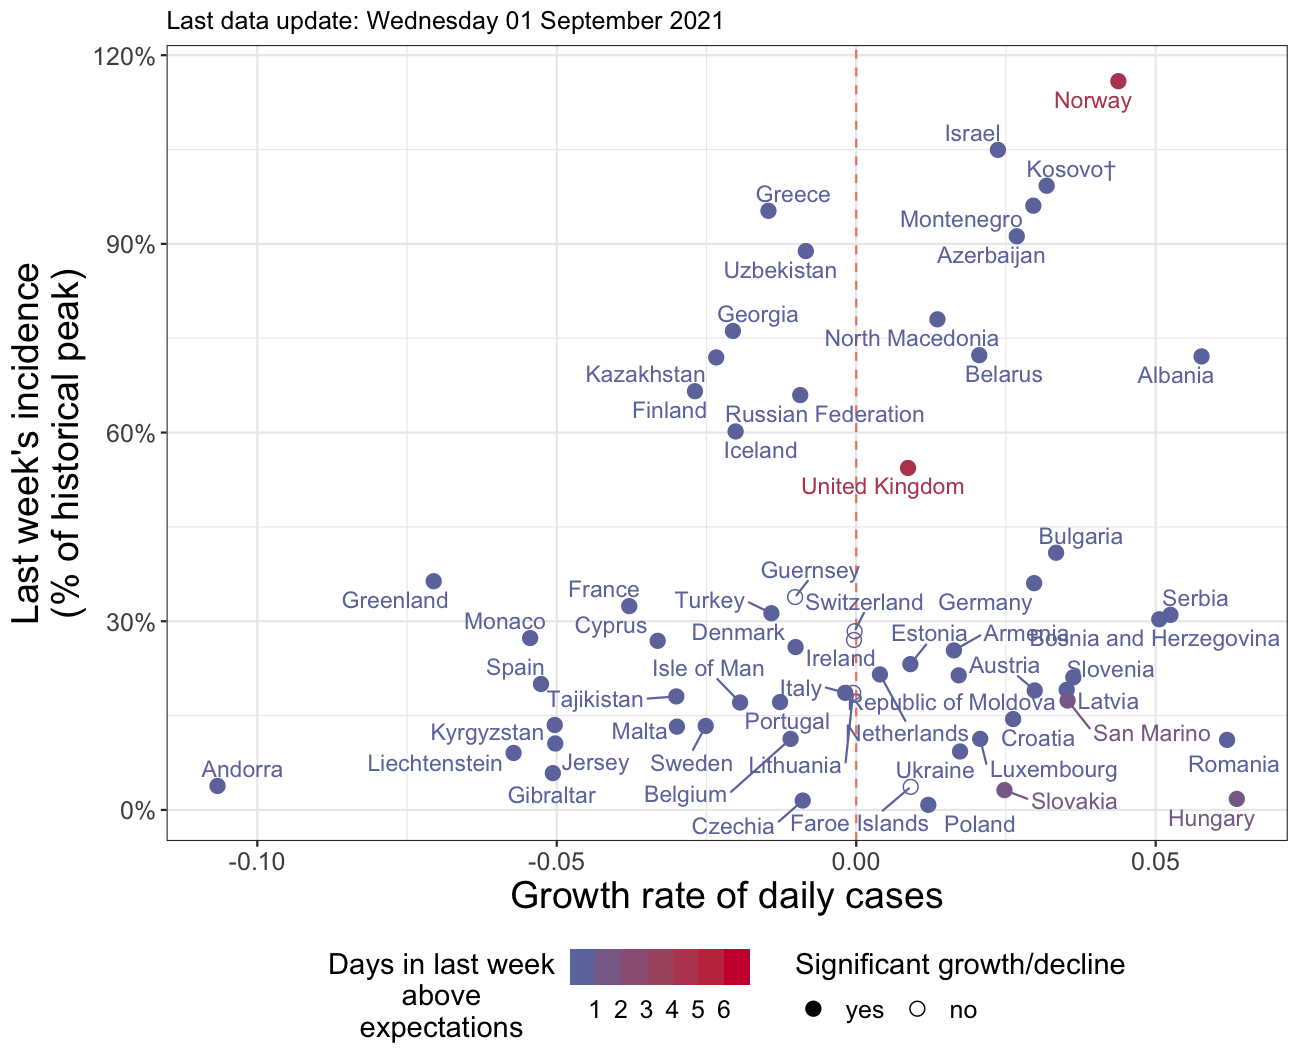 Last data update: Wednesday 01 September 2021
120%
90%
60%
30%
0%
Last week's incidence
(% of historical peak)
Norway
Israel
Kosovo†
Greece
Montenegro
Azerbaijan
Uzbekistan
Georgia
North Macedonia
Kazakhstan
Belarus
Albania
Finland
Russian Federation
Iceland
United Kingdom
Bulgaria
Guernsey
Greenland
France
Turkey
Switzerland
Germany
Serbia
Monaco
Cyprus
Denmark
Estonia
Armenia
Bosnia and Herzegovina
Spain
Isle of Man
Ireland
Austria
Slovenia
Tajikistan
Italy
Republic of Moldova
Latvia
Kyrgyzstan
Malta
Portugal
Netherlands
Croatia
San Marino
Liechtenstein
Jersey
Sweden
Lithuania
Ukraine
Luxembourg
Romania
Andorra
Gibraltar
Belgium
Slovakia
Czechia
Faroe Islands
Poland
Hungary
-0.10
-0.05
0.00
0.05
Growth rate of daily cases
Days in last week
above
expectations
1 2 3 4 5 6
Significant growth/decline
yes
no